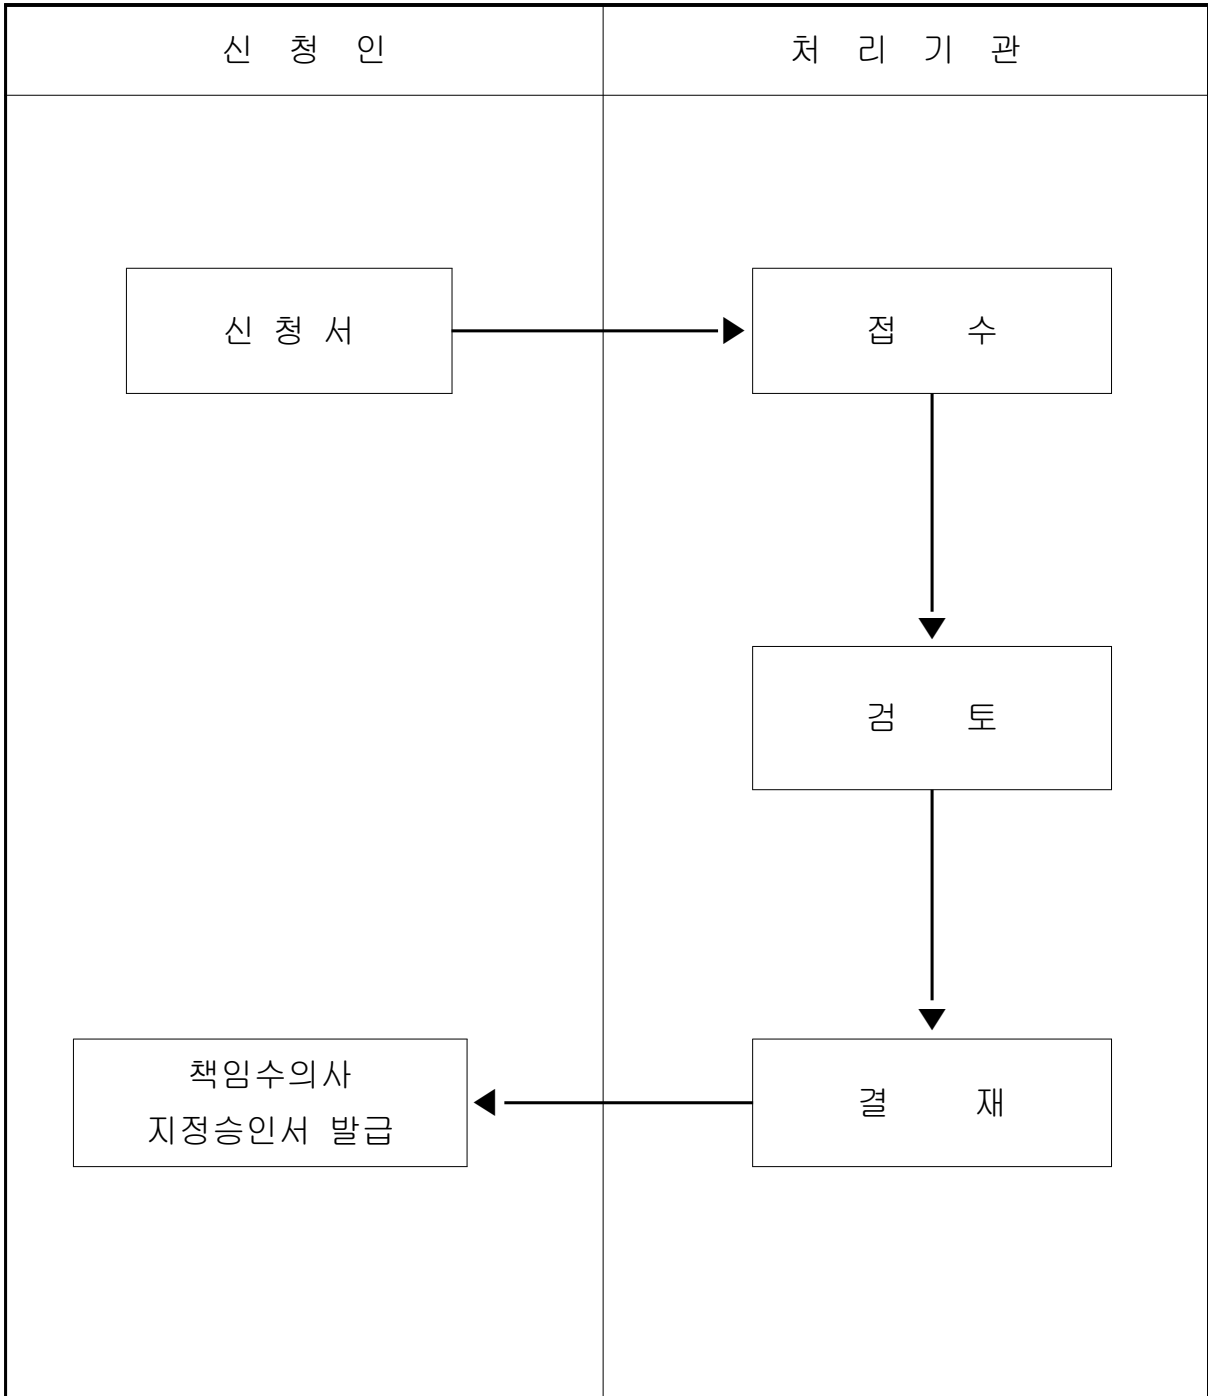 신 청 인
처 리 기 관
신 청 서
접 수
검 토
결 재
책임수의사
지정승인서 발급